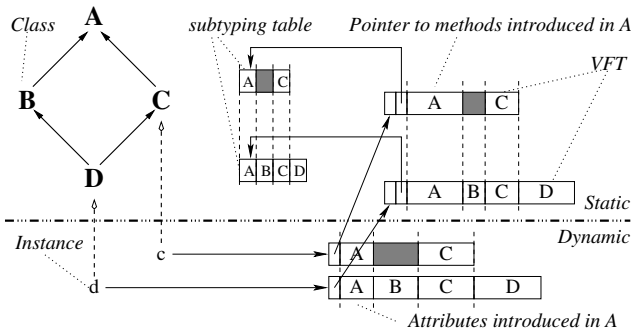 Class
A
subtyping table
Pointer to methods introduced in A
VFT
A C
B
C
A C
A B C D
D
A B C D
Static
Dynamic
Instance
c
A C
d
A B C D
Attributes introduced in A